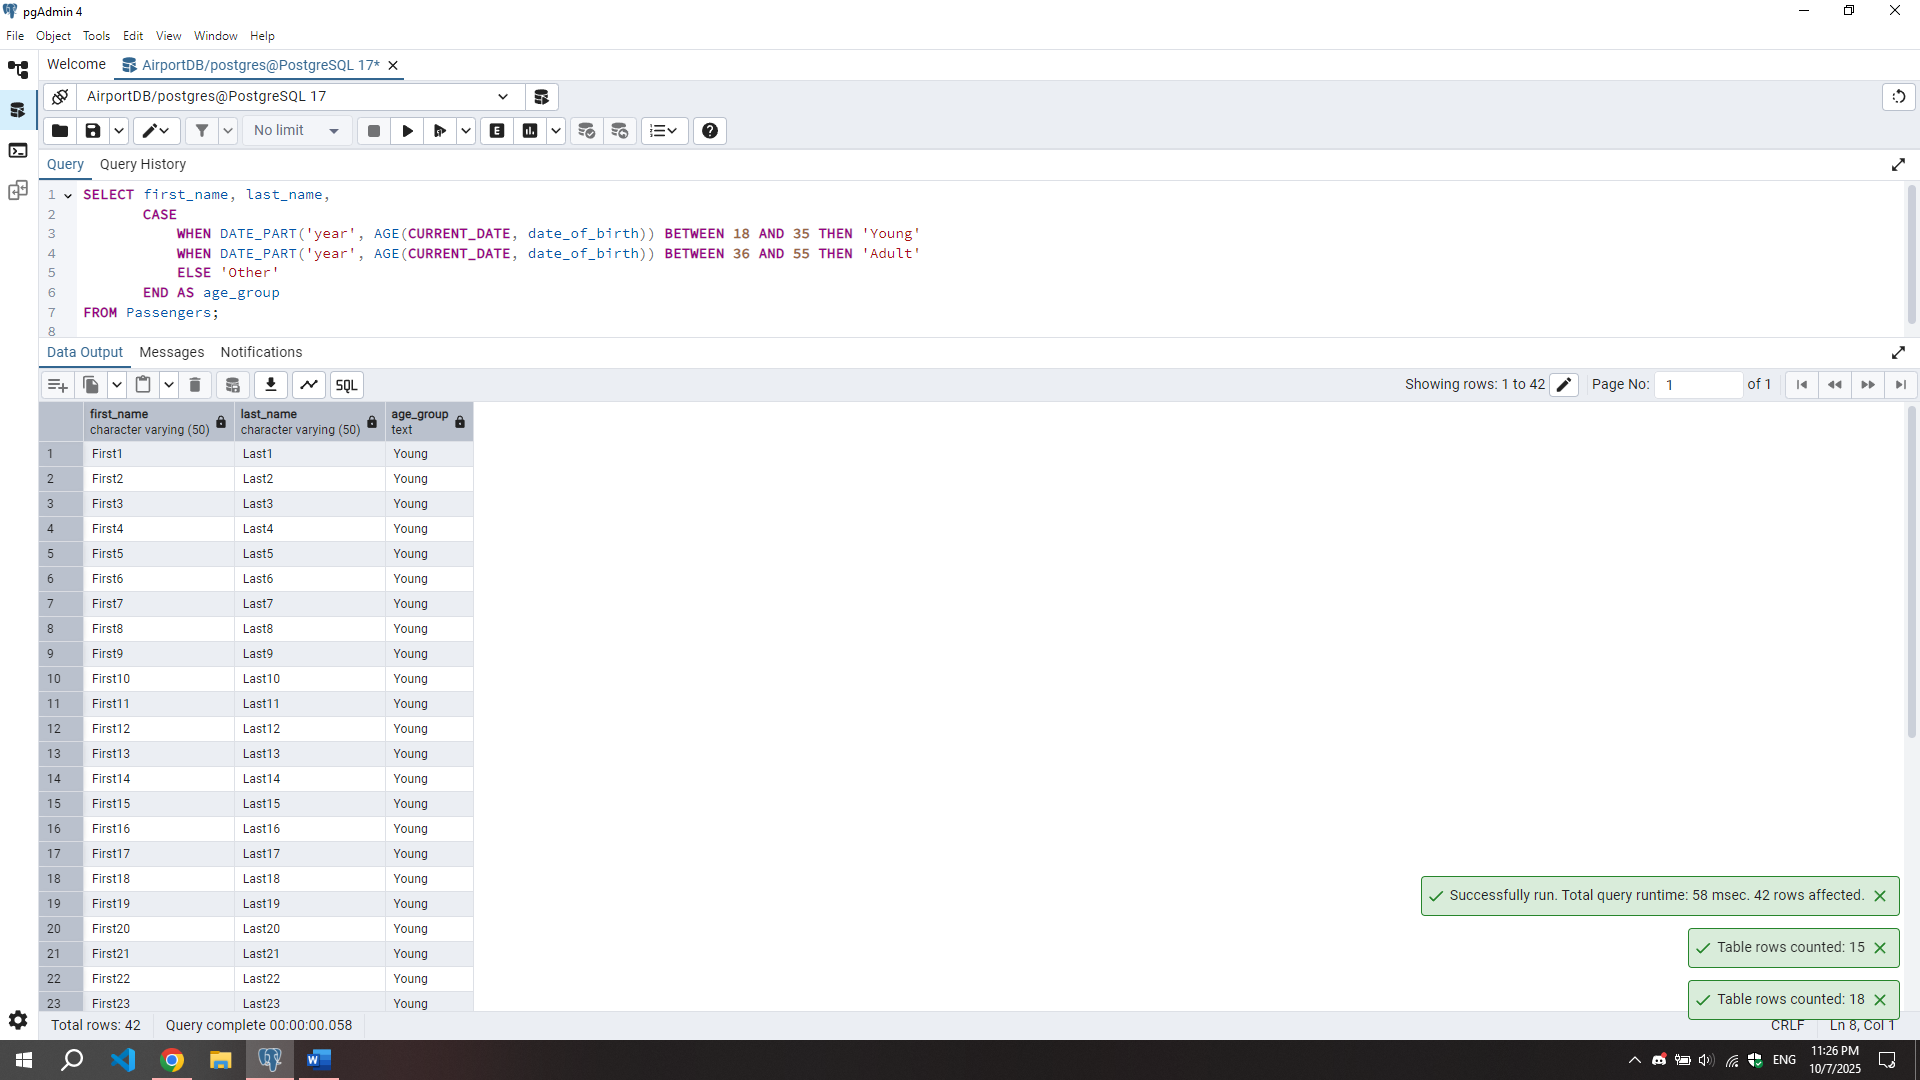 pgAdmin 4
File Object Tools Edit View Window Help
Welcome AirportDB/postgres@PostgreSQL 17*
AirportDB/postgres@PostgreSQL 17
No limit E
Query Query History
1 SELECT first_name, last_name,
2 CASE
3 WHEN DATE_PART('year', AGE(CURRENT_DATE, date_of_birth)) BETWEEN 18 AND 35 THEN 'Young'
4 WHEN DATE_PART('year', AGE(CURRENT_DATE, date_of_birth)) BETWEEN 36 AND 55 THEN 'Adult'
5 ELSE 'Other'
6 END AS age_group
7 FROM Passengers;
8
Data Output Messages Notifications
SQL Showing rows: 1 to 42 Page No: 1 of 1
first_name last_name age_group
character varying (50) character varying (50) text
1 First1 Last1 Young
2 First2 Last2 Young
3 First3 Last3 Young
4 First4 Last4 Young
5 First5 Last5 Young
6 First6 Last6 Young
7 First7 Last7 Young
8 First8 Last8 Young
9 First9 Last9 Young
10 First10 Last10 Young
11 First11 Last11 Young
12 First12 Last12 Young
13 First13 Last13 Young
14 First14 Last14 Young
15 First15 Last15 Young
16 First16 Last16 Young
17 First17 Last17 Young
18 First18 Last18 Young
19 First19 Last19 Young
20 First20 Last20 Young
21 First21 Last21 Young
22 First22 Last22 Young
23 First23 Last23 Young
Successfully run. Total query runtime: 58 msec. 42 rows affected.
Table rows counted: 15
Table rows counted: 18
Total rows: 42 Query complete 00:00:00.058 CRLF Ln 8, Col 1
ENG 11:26 PM
10/7/2025